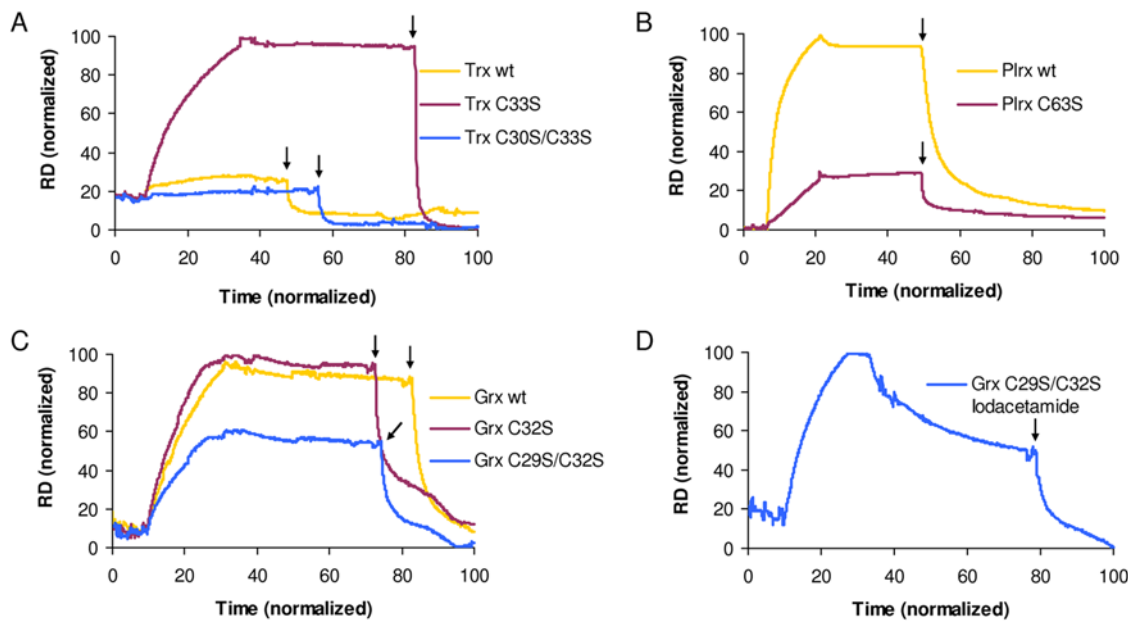 A
RD (normalized)
100
80
60
40
20
0
0 20 40 60 80 100
Time (normalized)
Trx wt
Trx C33S
Trx C30S/C33S
B
RD (normalized)
100
80
60
40
20
0
0 20 40 60 80 100
Time (normalized)
Plrx wt
Plrx C63S
C
RD (normalized)
100
80
60
40
20
0
0 20 40 60 80 100
Time (normalized)
Grx wt
Grx C32S
Grx C29S/C32S
D
RD (normalized)
100
80
60
40
20
0
0 20 40 60 80 100
Time (normalized)
Grx C29S/C32S
Iodacetamide